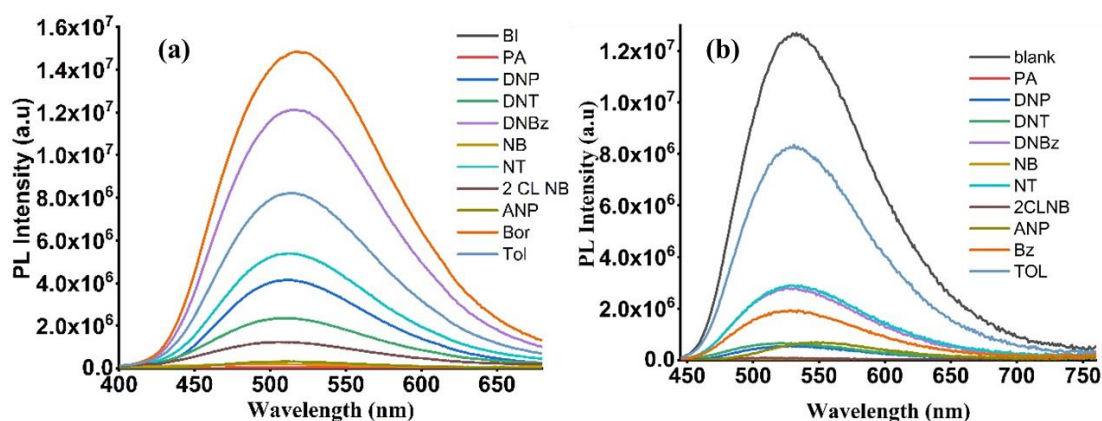 (a)
PL Intensity (a.u)
1.6x10⁷
1.4x10⁷
1.2x10⁷
1.0x10⁷
8.0x10⁶
6.0x10⁶
4.0x10⁶
2.0x10⁶
0.0
400
450
500
550
600
650
Wavelength (nm)
Bl
PA
DNP
DNT
DNBz
NB
NT
2 CL NB
ANP
Bor
Tol
(b)
PL Intensity (a.u)
1.2x10⁷
1.0x10⁷
8.0x10⁶
6.0x10⁶
4.0x10⁶
2.0x10⁶
0.0
450
500
550
600
650
700
750
Wavelength (nm)
blank
PA
DNP
DNT
DNBz
NB
NT
2CLNB
ANP
Bz
TOL